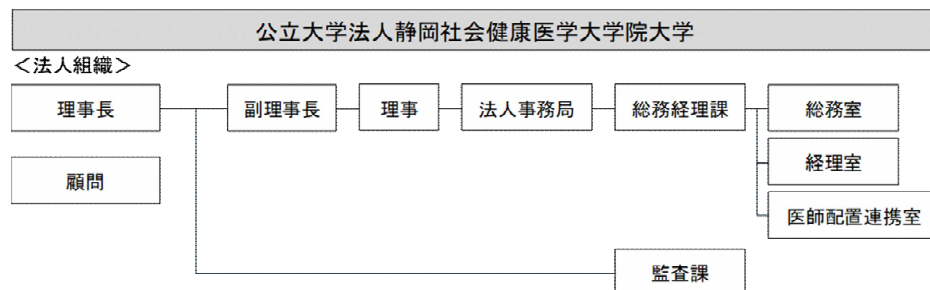 公立大学法人静岡社会健康医学大学院大学
＜法人組織＞
理事長
副理事長
理事
法人事務局
総務経理課
総務室
経理室
顧問
医師配置連携室
監査課